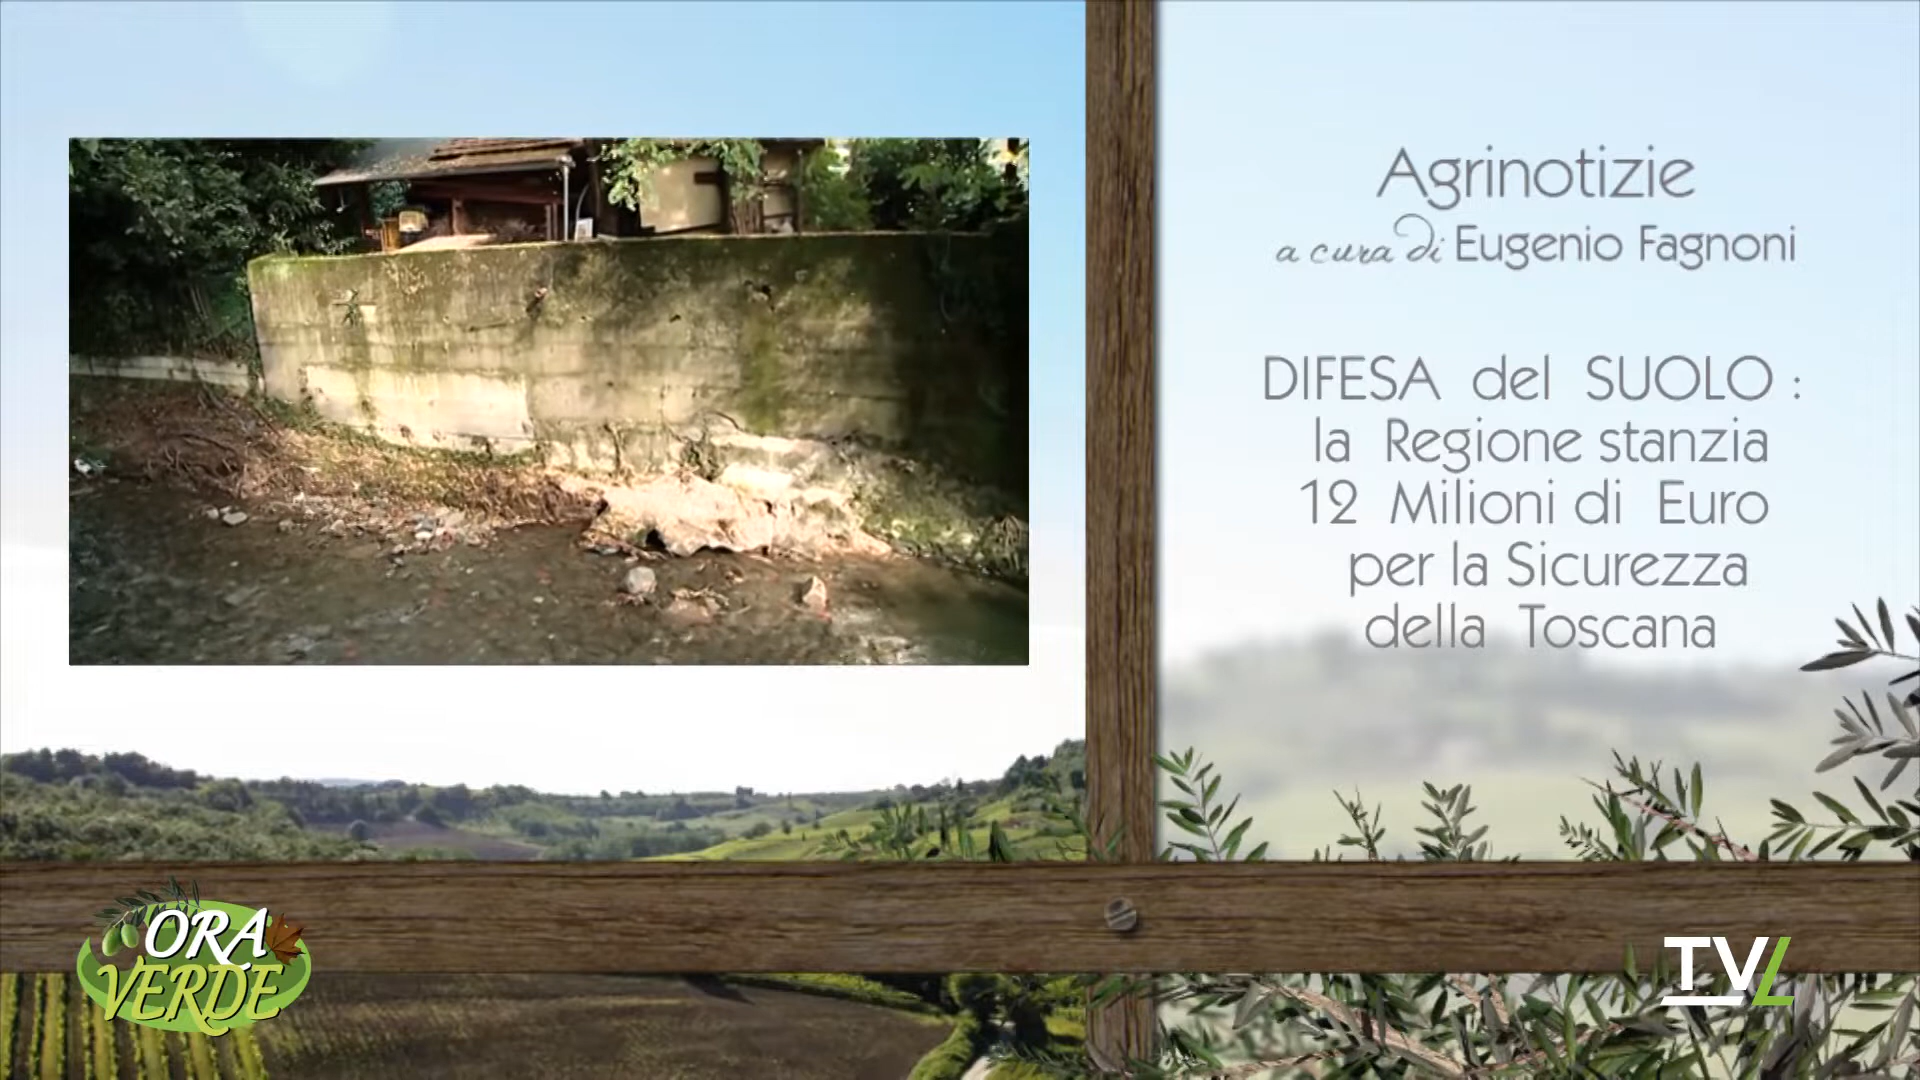 Agrinotizie
a cura di Eugenio Fagnoni
DIFESA del SUOLO :
la Regione stanzia
12 Milioni di Euro
per la Sicurezza
della Toscana
ORA
VERDE
TVL